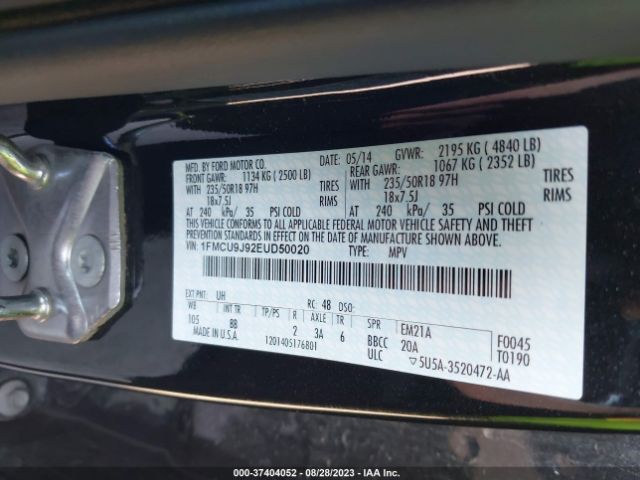 MFD. BY FORD MOTOR CO.
DATE: 05/14 GVWR: 2195 KG ( 4840 LB)
FRONT GAWR: 1134 KG ( 2500 LB) REAR GAWR: 1067 KG ( 2352 LB)
WITH 235/50R18 97H TIRES WITH 235/50R18 97H TIRES
18x7.5J RIMS 18x7.5J RIMS
AT 240 kPa/ 35 PSI COLD AT 240 kPa/ 35 PSI COLD
THIS VEHICLE CONFORMS TO ALL APPLICABLE FEDERAL MOTOR VEHICLE SAFETY AND THEFT
PREVENTION STANDARDS IN EFFECT ON THE DATE OF MANUFACTURE SHOWN ABOVE.
VIN: 1FMCU9J92EUD50020 TYPE: MPV
EXT PNT: UH RC: 48 DSO:
WB INT TR TP/PS R AXLE TR SPR EM21A F0045
105 BB 2 3A 6 BBCC 20A T0190
MADE IN U.S.A. 1201405176801 ULC ▽5U5A-3520472-AA
000-37404052 - 08/28/2023 - IAA Inc.